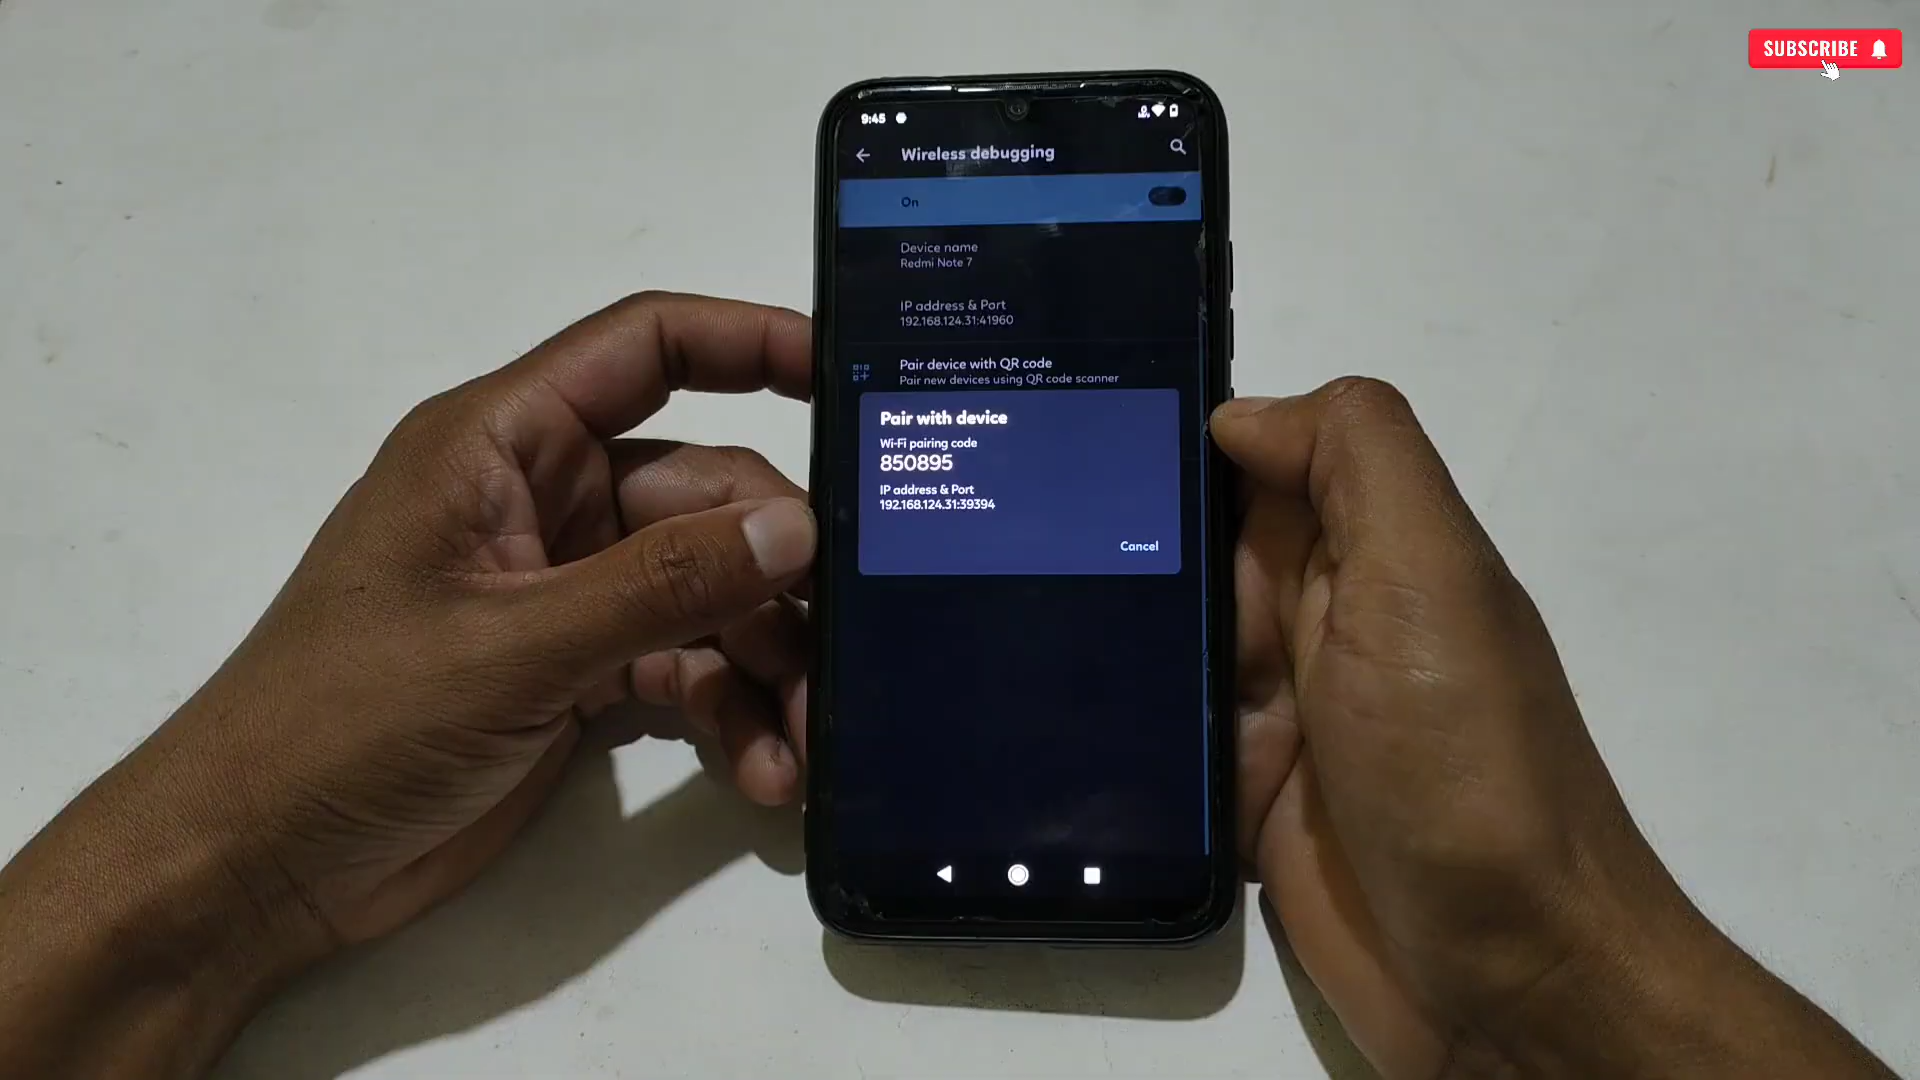 SUBSCRIBE
9:45
Wireless debugging
On
Device name
Redmi Note 7
IP address & Port
192.168.124.31:41960
Pair device with QR code
Pair new devices using QR code scanner
Pair with device
Wi-Fi pairing code
850895
IP address & Port
192.168.124.31:39394
Cancel